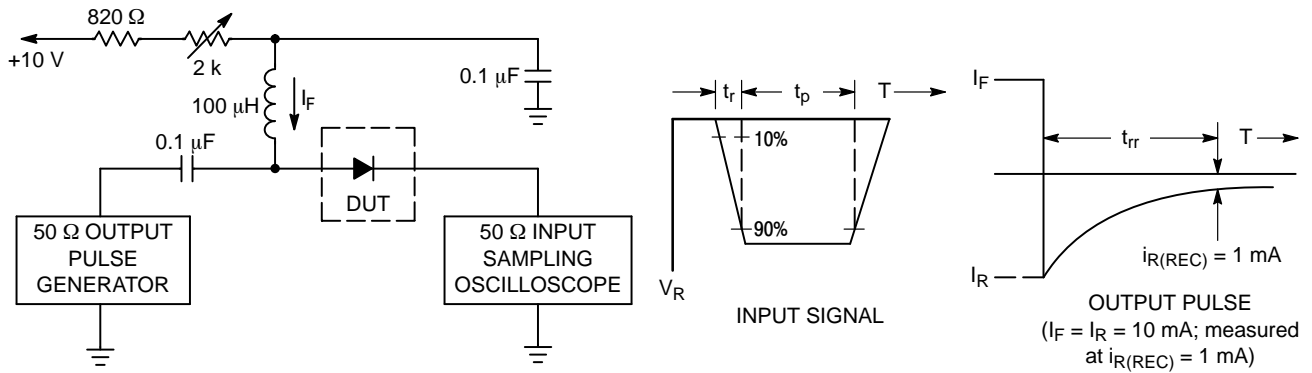 820 Ω
+10 V
2 k
100 μH
I_F
0.1 μF
0.1 μF
DUT
50 Ω OUTPUT
PULSE
GENERATOR
50 Ω INPUT
SAMPLING
OSCILLOSCOPE
t_r
t_p
T
10%
90%
V_R
INPUT SIGNAL
I_F
t_rr
T
i_R(REC) = 1 mA
I_R
OUTPUT PULSE
(I_F = I_R = 10 mA; measured
at i_R(REC) = 1 mA)